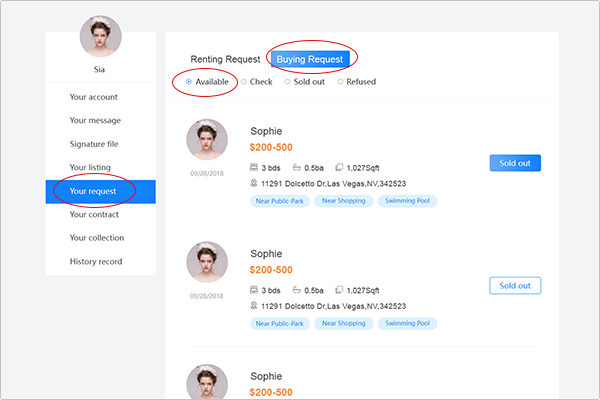 Sia
Your account
Your message
Signature file
Your listing
Your request
Your contract
Your collection
History record
Renting Request Buying Request
Available Check Sold out Refused
Sophie
$200-500
3 bds 0.5ba 1,027Sqft
11291 Dolcetto Dr,Las Vegas,NV,342523
Near Public-Park Near Shopping Swimming Pool
09/28/2018
Sold out
Sophie
$200-500
3 bds 0.5ba 1,027Sqft
11291 Dolcetto Dr,Las Vegas,NV,342523
Near Public-Park Near Shopping Swimming Pool
09/28/2018
Sold out
Sophie
$200-500